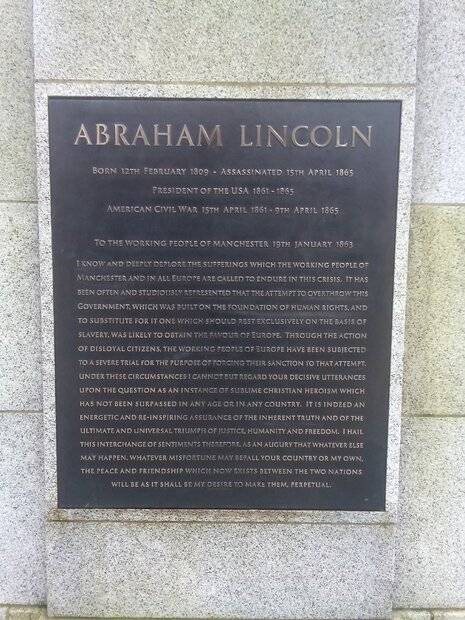 ABRAHAM LINCOLN
BORN 12TH FEBRUARY 1809 - ASSASSINATED 15TH APRIL 1865
PRESIDENT OF THE USA 1861 - 1865
AMERICAN CIVIL WAR 15TH APRIL 1861 - 9TH APRIL 1865
TO THE WORKING PEOPLE OF MANCHESTER 19TH JANUARY 1863
I KNOW AND DEEPLY DEPLORE THE SUFFERINGS WHICH THE WORKING PEOPLE OF
MANCHESTER AND IN ALL EUROPE ARE CALLED TO ENDURE IN THIS CRISIS. IT HAS
BEEN OFTEN AND STUDIOUSLY REPRESENTED THAT THE ATTEMPT TO OVERTHROW THIS
GOVERNMENT, WHICH WAS BUILT ON THE FOUNDATION OF HUMAN RIGHTS, AND
TO SUBSTITUTE FOR IT ONE WHICH SHOULD REST EXCLUSIVELY ON THE BASIS OF
SLAVERY, WAS LIKELY TO OBTAIN THE FAVOUR OF EUROPE. THROUGH THE ACTION
OF DISLOYAL CITIZENS, THE WORKING PEOPLE OF EUROPE HAVE BEEN SUBJECTED
TO A SEVERE TRIAL FOR THE PURPOSE OF FORCING THEIR SANCTION TO THAT ATTEMPT.
UNDER THESE CIRCUMSTANCES I CANNOT BUT REGARD YOUR DECISIVE UTTERANCES
UPON THE QUESTION AS AN INSTANCE OF SUBLIME CHRISTIAN HEROISM WHICH
HAS NOT BEEN SURPASSED IN ANY AGE OR IN ANY COUNTRY. IT IS INDEED AN
ENERGETIC AND RE-INSPIRING ASSURANCE OF THE INHERENT TRUTH AND OF THE
ULTIMATE AND UNIVERSAL TRIUMPH OF JUSTICE, HUMANITY AND FREEDOM. I HAIL
THIS INTERCHANGE OF SENTIMENTS THEREFORE, AS AN AUGURY THAT WHATEVER ELSE
MAY HAPPEN, WHATEVER MISFORTUNE MAY BEFALL YOUR COUNTRY OR MY OWN,
THE PEACE AND FRIENDSHIP WHICH NOW EXISTS BETWEEN THE TWO NATIONS
WILL BE AS IT SHALL BE MY DESIRE TO MAKE THEM, PERPETUAL.